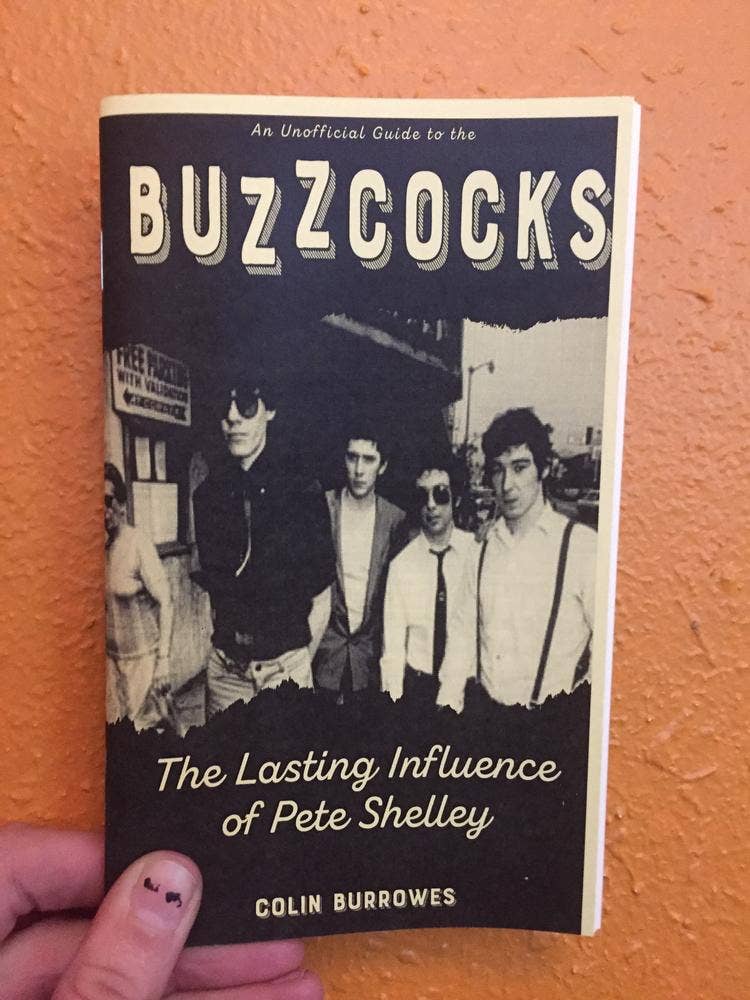 An Unofficial Guide to the
BUZZCOCKS
FREE PARKING
WITH VALIDATION
The Lasting Influence
of Pete Shelley
COLIN BURROWES